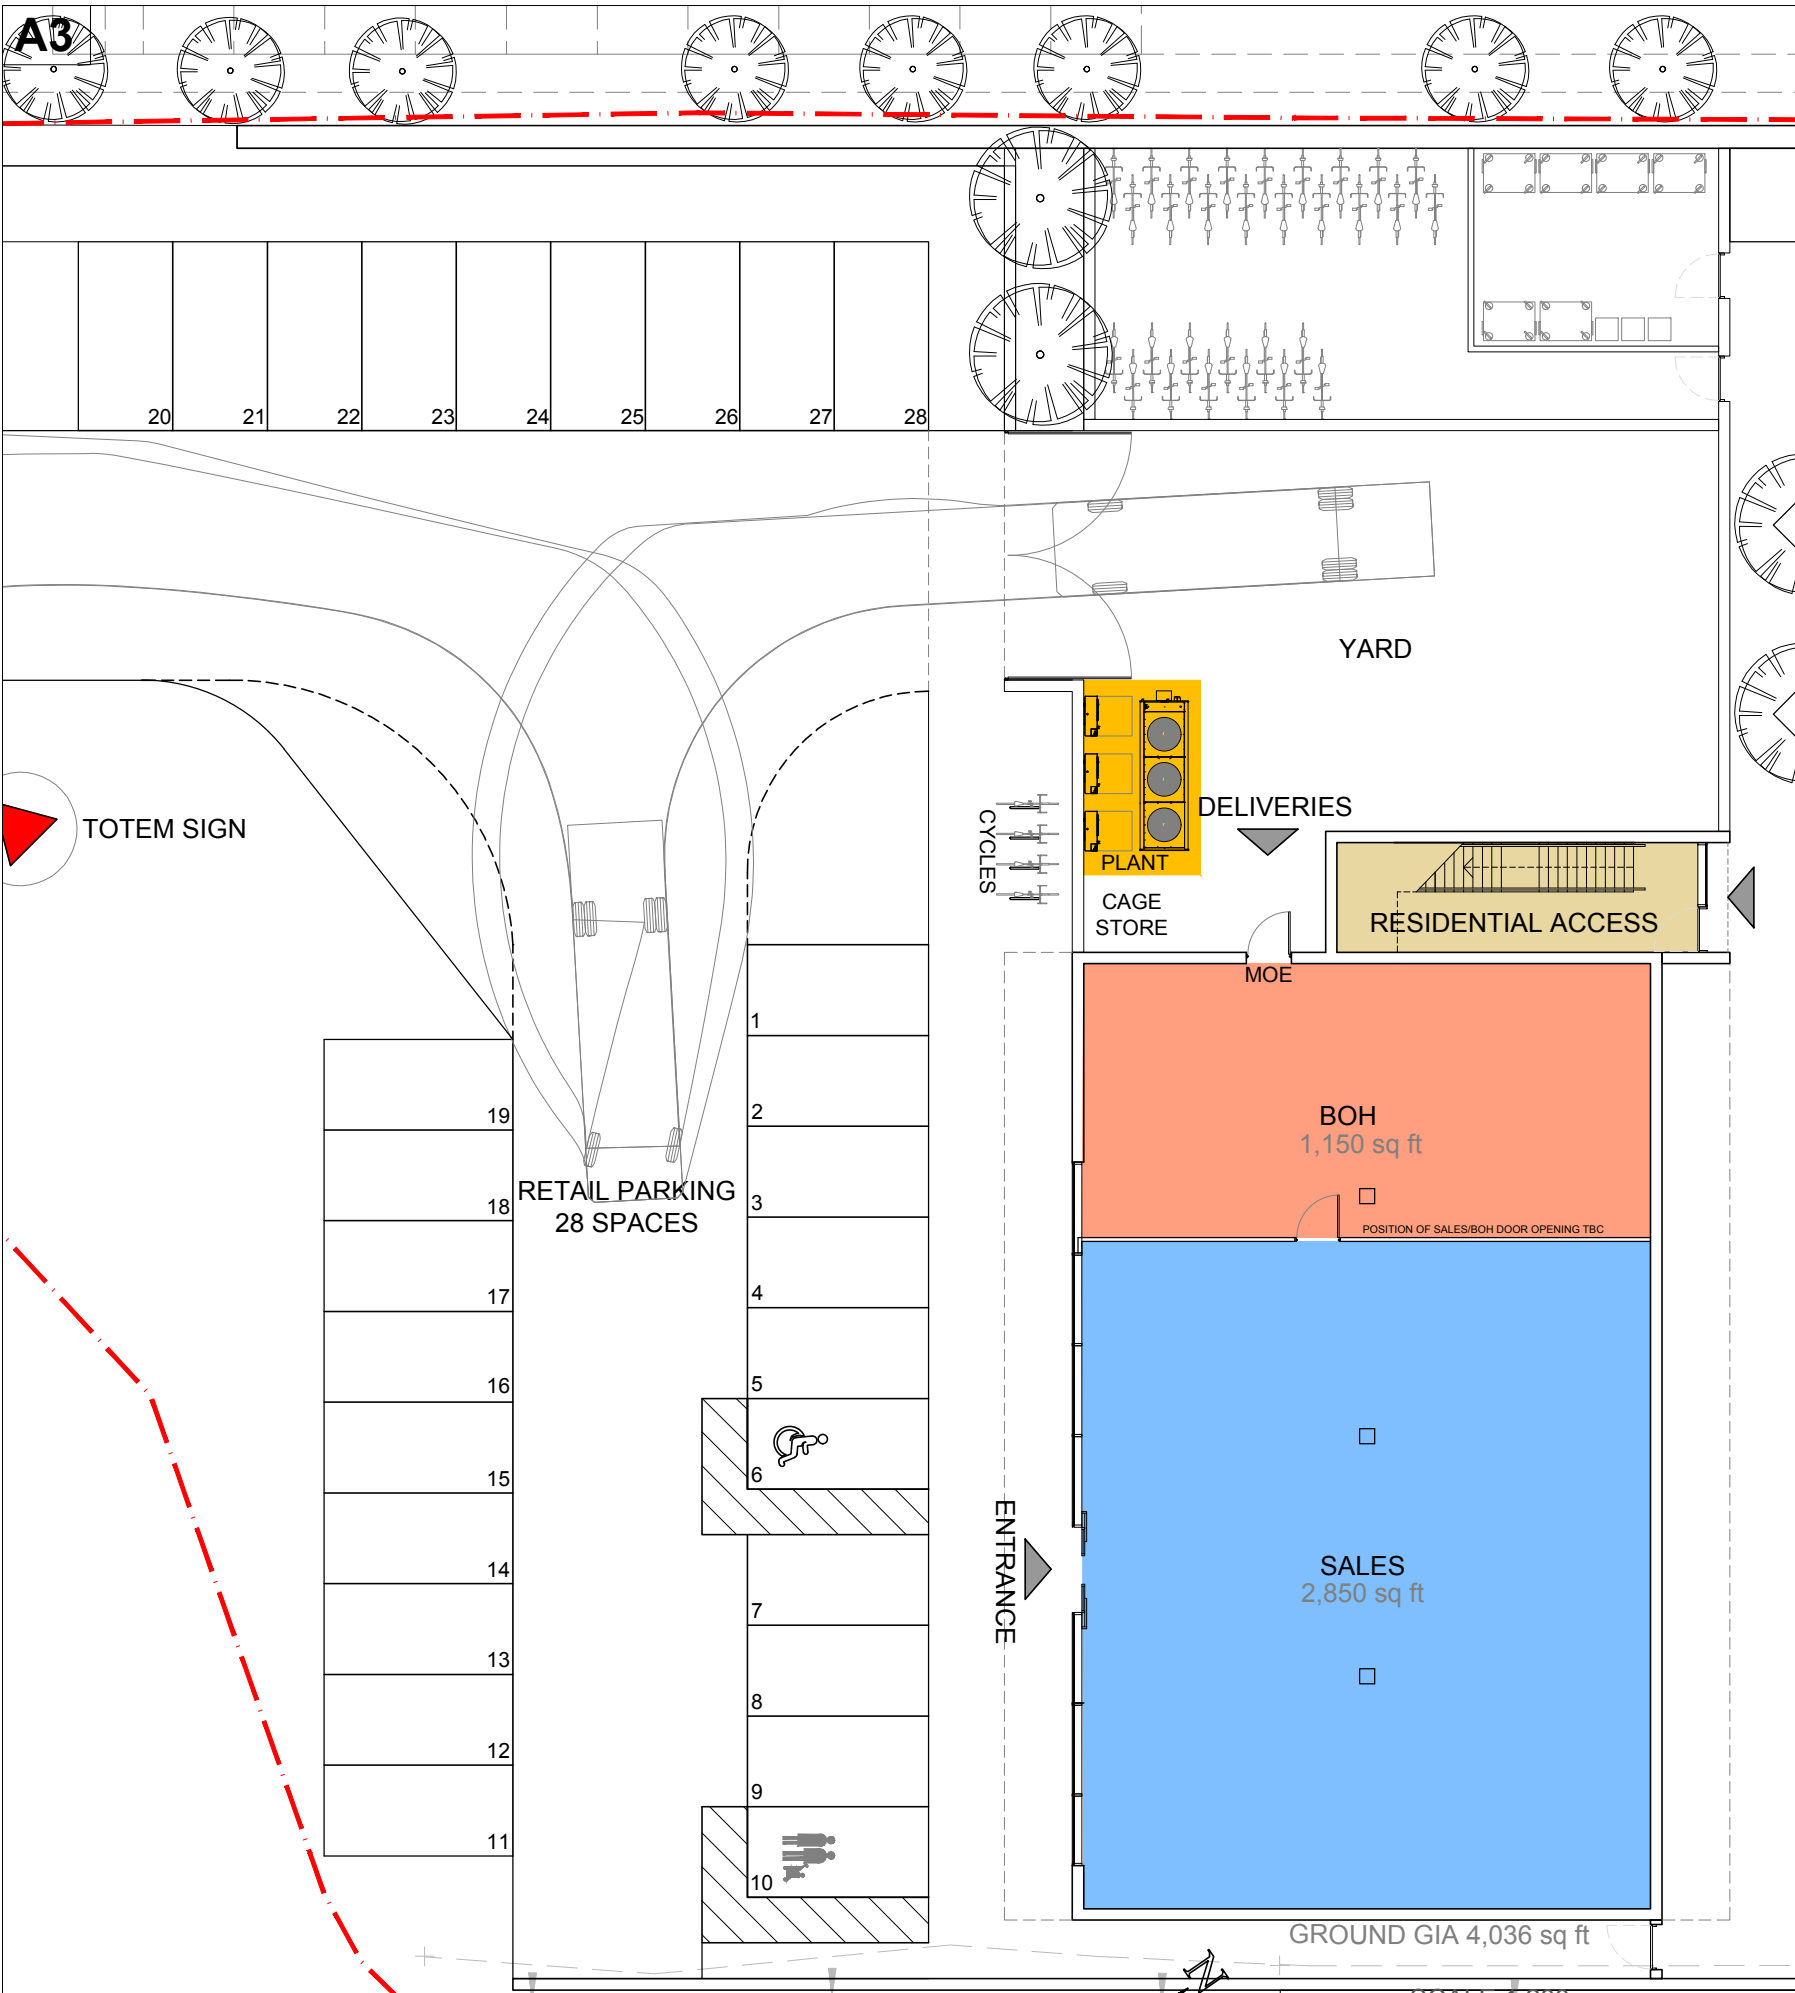 A3
20
21
22
23
24
25
26
27
28
YARD
TOTEM SIGN
DELIVERIES
CYCLES
PLANT
CAGE
STORE
RESIDENTIAL ACCESS
MOE
1
2
3
4
5
6
7
8
9
10
19
18
17
16
15
14
13
12
11
RETAIL PARKING
28 SPACES
BOH
1,150 sq ft
POSITION OF SALES/BOH DOOR OPENING TBC
ENTRANCE
SALES
2,850 sq ft
GROUND GIA 4,036 sq ft
N